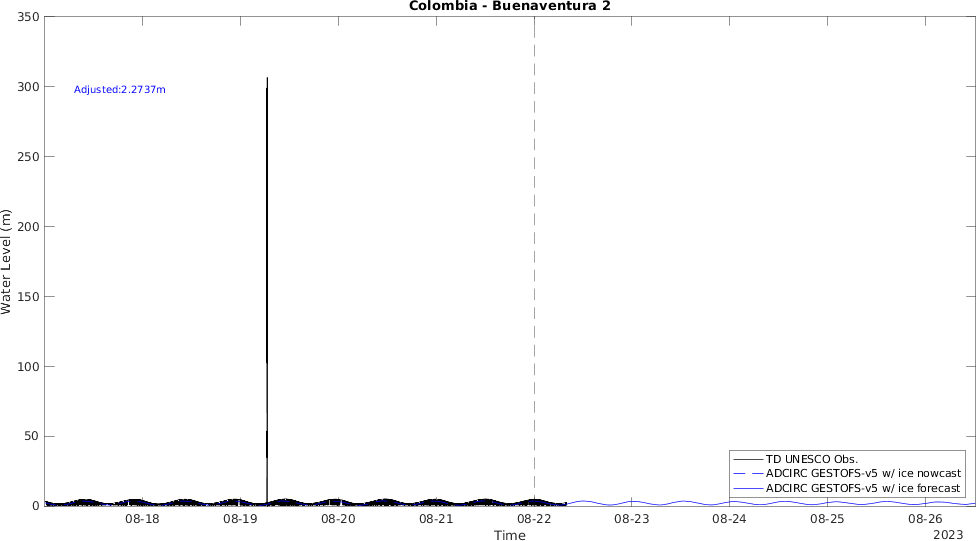 Colombia - Buenaventura 2
350
300
250
200
150
100
50
0
Water Level (m)
Adjusted:2.2737m
TD UNESCO Obs.
ADCIRC GESTOFS-v5 w/ ice nowcast
ADCIRC GESTOFS-v5 w/ ice forecast
08-18 08-19 08-20 08-21 08-22 08-23 08-24 08-25 08-26
Time
2023